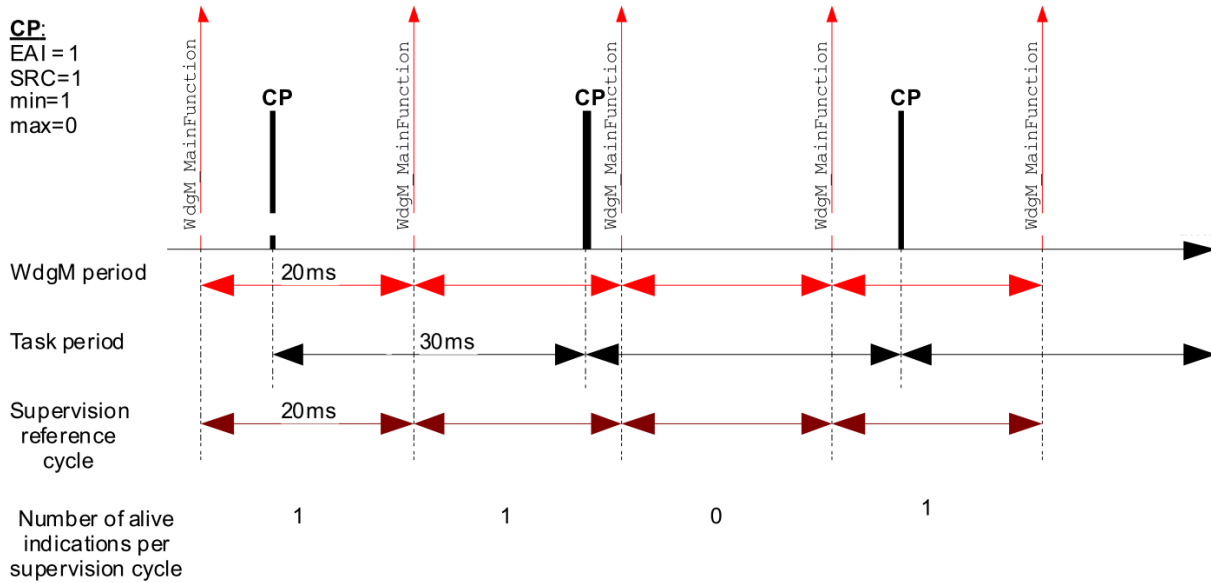 CP:
EAI = 1
SRC=1
min=1
max=0
WdgM_MainFunction
CP
WdgM_MainFunction
CP
WdgM_MainFunction
WdgM_MainFunction
CP
WdgM_MainFunction
WdgM period
20ms
Task period
30ms
Supervision
reference
cycle
20ms
Number of alive
indications per
supervision cycle
1
1
0
1